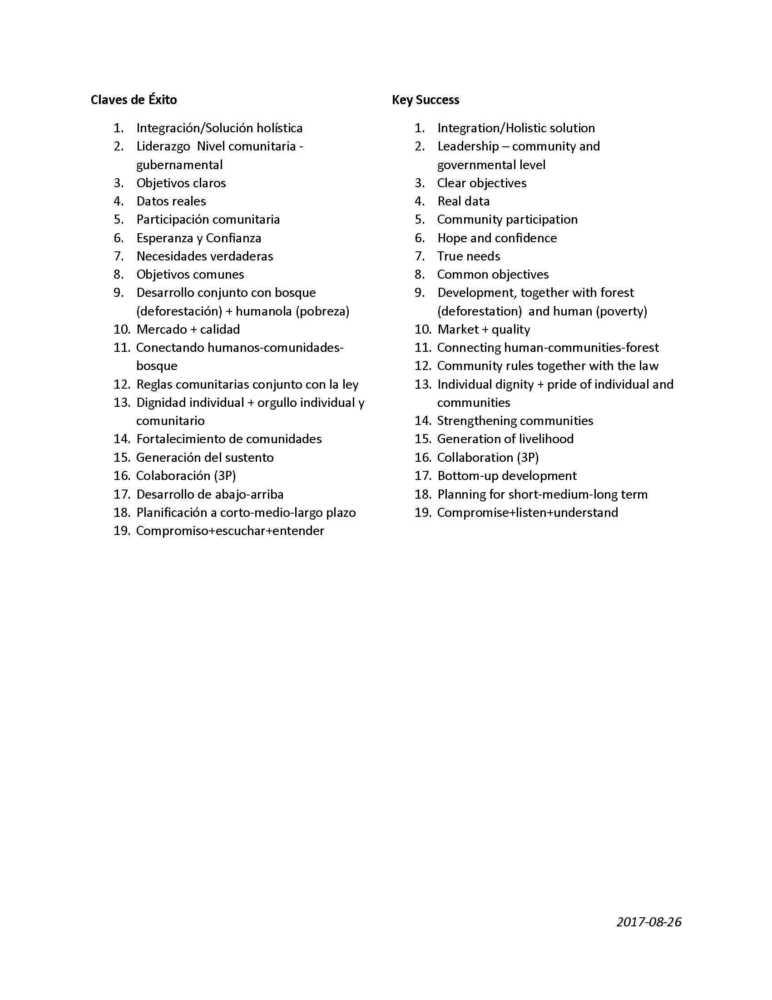 Claves de Éxito
1. Integración/Solución holística
2. Liderazgo  Nivel comunitaria -
gubernamental
3. Objetivos claros
4. Datos reales
5. Participación comunitaria
6. Esperanza y Confianza
7. Necesidades verdaderas
8. Objetivos comunes
9. Desarrollo conjunto con bosque
(deforestación) + humanola (pobreza)
10. Mercado + calidad
11. Conectando humanos-comunidades-
bosque
12. Reglas comunitarias conjunto con la ley
13. Dignidad individual + orgullo individual y
comunitario
14. Fortalecimiento de comunidades
15. Generación del sustento
16. Colaboración (3P)
17. Desarrollo de abajo-arriba
18. Planificación a corto-medio-largo plazo
19. Compromiso+escuchar+entender
Key Success
1. Integration/Holistic solution
2. Leadership – community and
governmental level
3. Clear objectives
4. Real data
5. Community participation
6. Hope and confidence
7. True needs
8. Common objectives
9. Development, together with forest
(deforestation)  and human (poverty)
10. Market + quality
11. Connecting human-communities-forest
12. Community rules together with the law
13. Individual dignity + pride of individual and
communities
14. Strengthening communities
15. Generation of livelihood
16. Collaboration (3P)
17. Bottom-up development
18. Planning for short-medium-long term
19. Compromise+listen+understand
2017-08-26